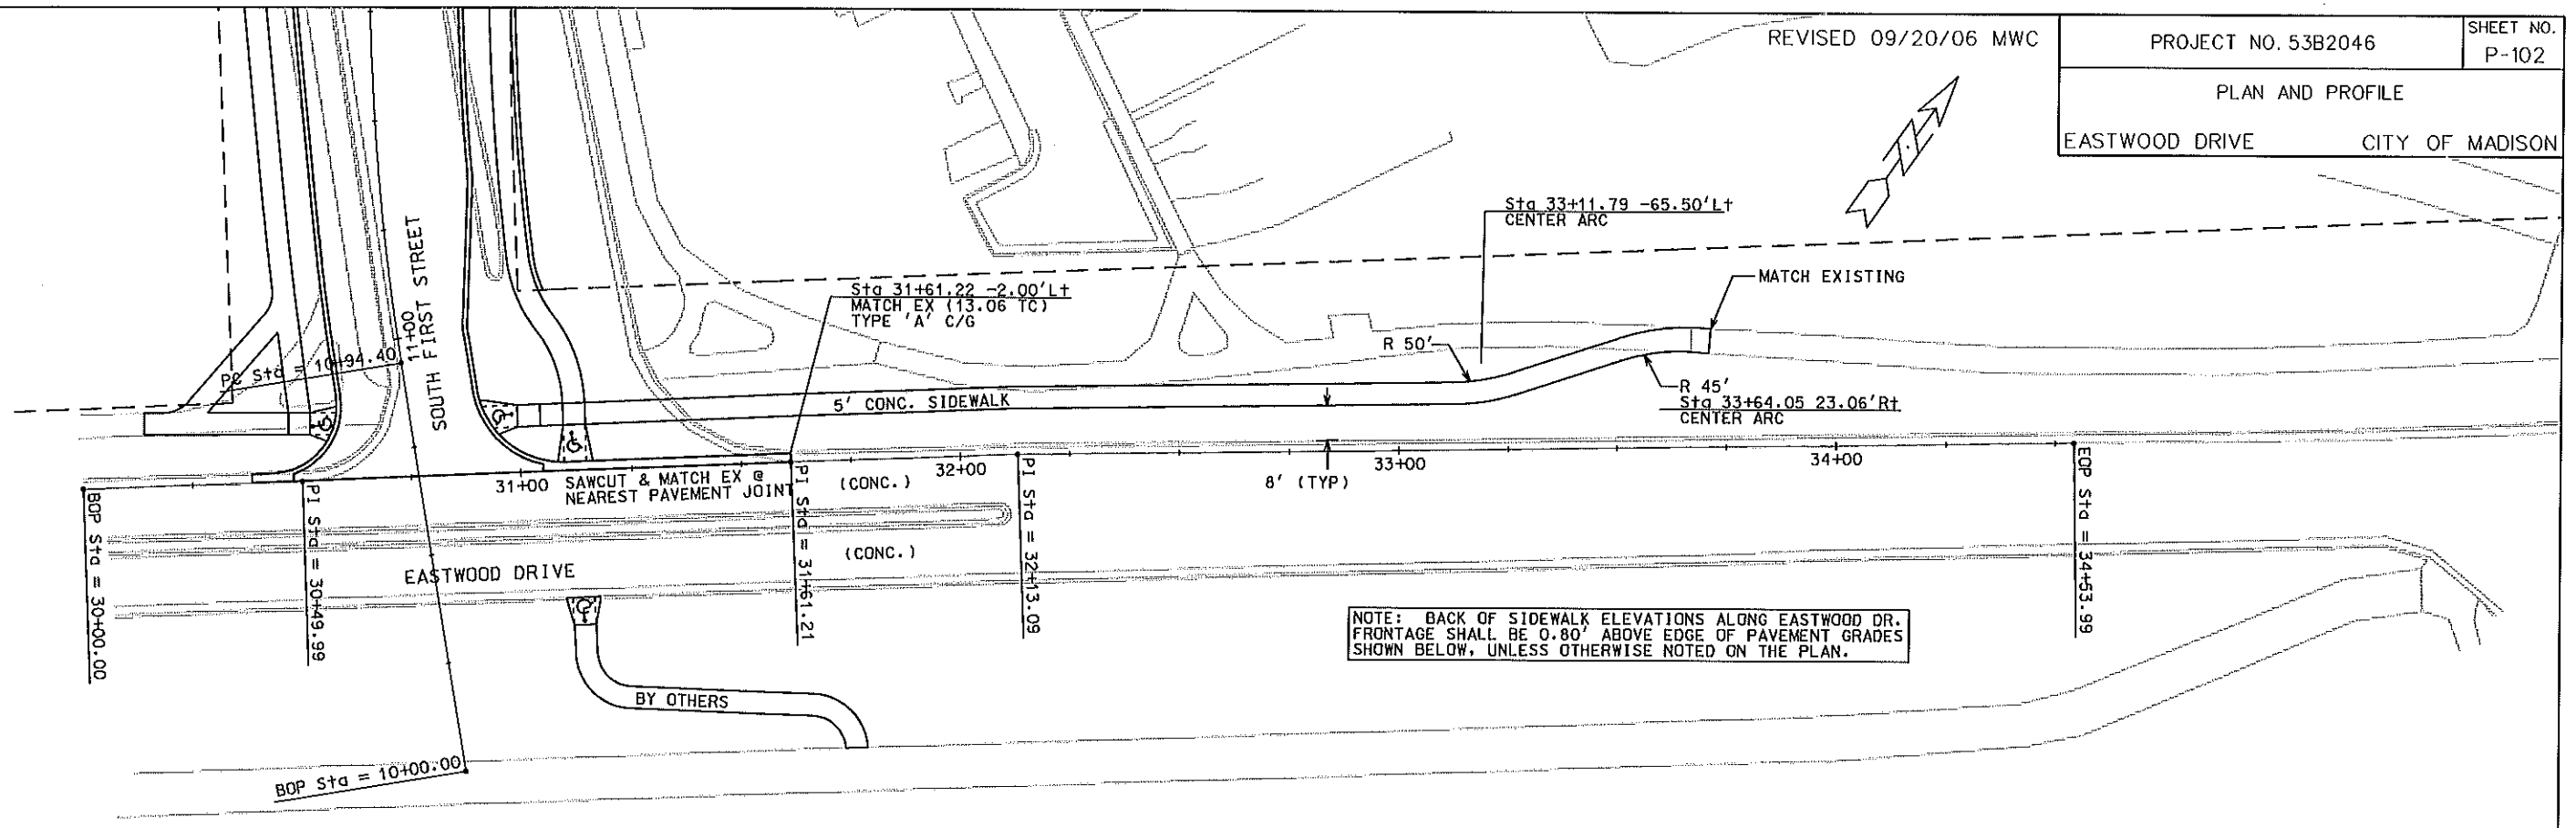 REVISED 09/20/06 MWC
PROJECT NO. 53B2046
SHEET NO.
P-102
PLAN AND PROFILE
EASTWOOD DRIVE CITY OF MADISON
Sta 33+11.79 -65.50'Lt
CENTER ARC
MATCH EXISTING
Sta 31+61.22 -2.00'Lt
MATCH EX (13.06 TC)
TYPE 'A' C/G
11+00
SOUTH FIRST STREET
PC Sta = 10+94.40
R 50'
R 45'
Sta 33+64.05 23.06'Rt
CENTER ARC
5' CONC. SIDEWALK
31+00
SAWCUT & MATCH EX @
NEAREST PAVEMENT JOINT
(CONC.)
32+00
8' (TYP)
33+00
34+00
BOP Sta = 30+00.00
PI Sta = 30+49.99
PI Sta = 31+61.21
PI Sta = 32+13.09
EOP Sta = 34+53.99
(CONC.)
EASTWOOD DRIVE
NOTE: BACK OF SIDEWALK ELEVATIONS ALONG EASTWOOD DR.
FRONTAGE SHALL BE 0.80' ABOVE EDGE OF PAVEMENT GRADES
SHOWN BELOW, UNLESS OTHERWISE NOTED ON THE PLAN.
BY OTHERS
BOP Sta = 10+00.00